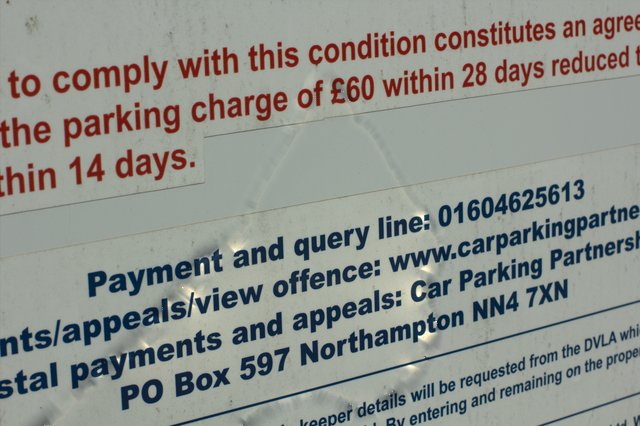 to comply with this condition constitutes an agree
the parking charge of £60 within 28 days reduced t
thin 14 days.
Payment and query line: 01604625613
nts/appeals/view offence: www.carparkingpartne
stal payments and appeals: Car Parking Partnersh
PO Box 597 Northampton NN4 7XN
keeper details will be requested from the DVLA whi
By entering and remaining on the prope